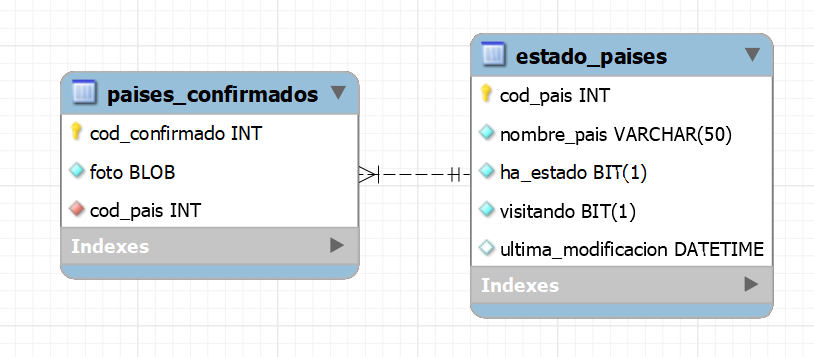 paises_confirmados
cod_confirmado INT
foto BLOB
cod_pais INT
Indexes
estado_paises
cod_pais INT
nombre_pais VARCHAR(50)
ha_estado BIT(1)
visitando BIT(1)
ultima_modificacion DATETIME
Indexes